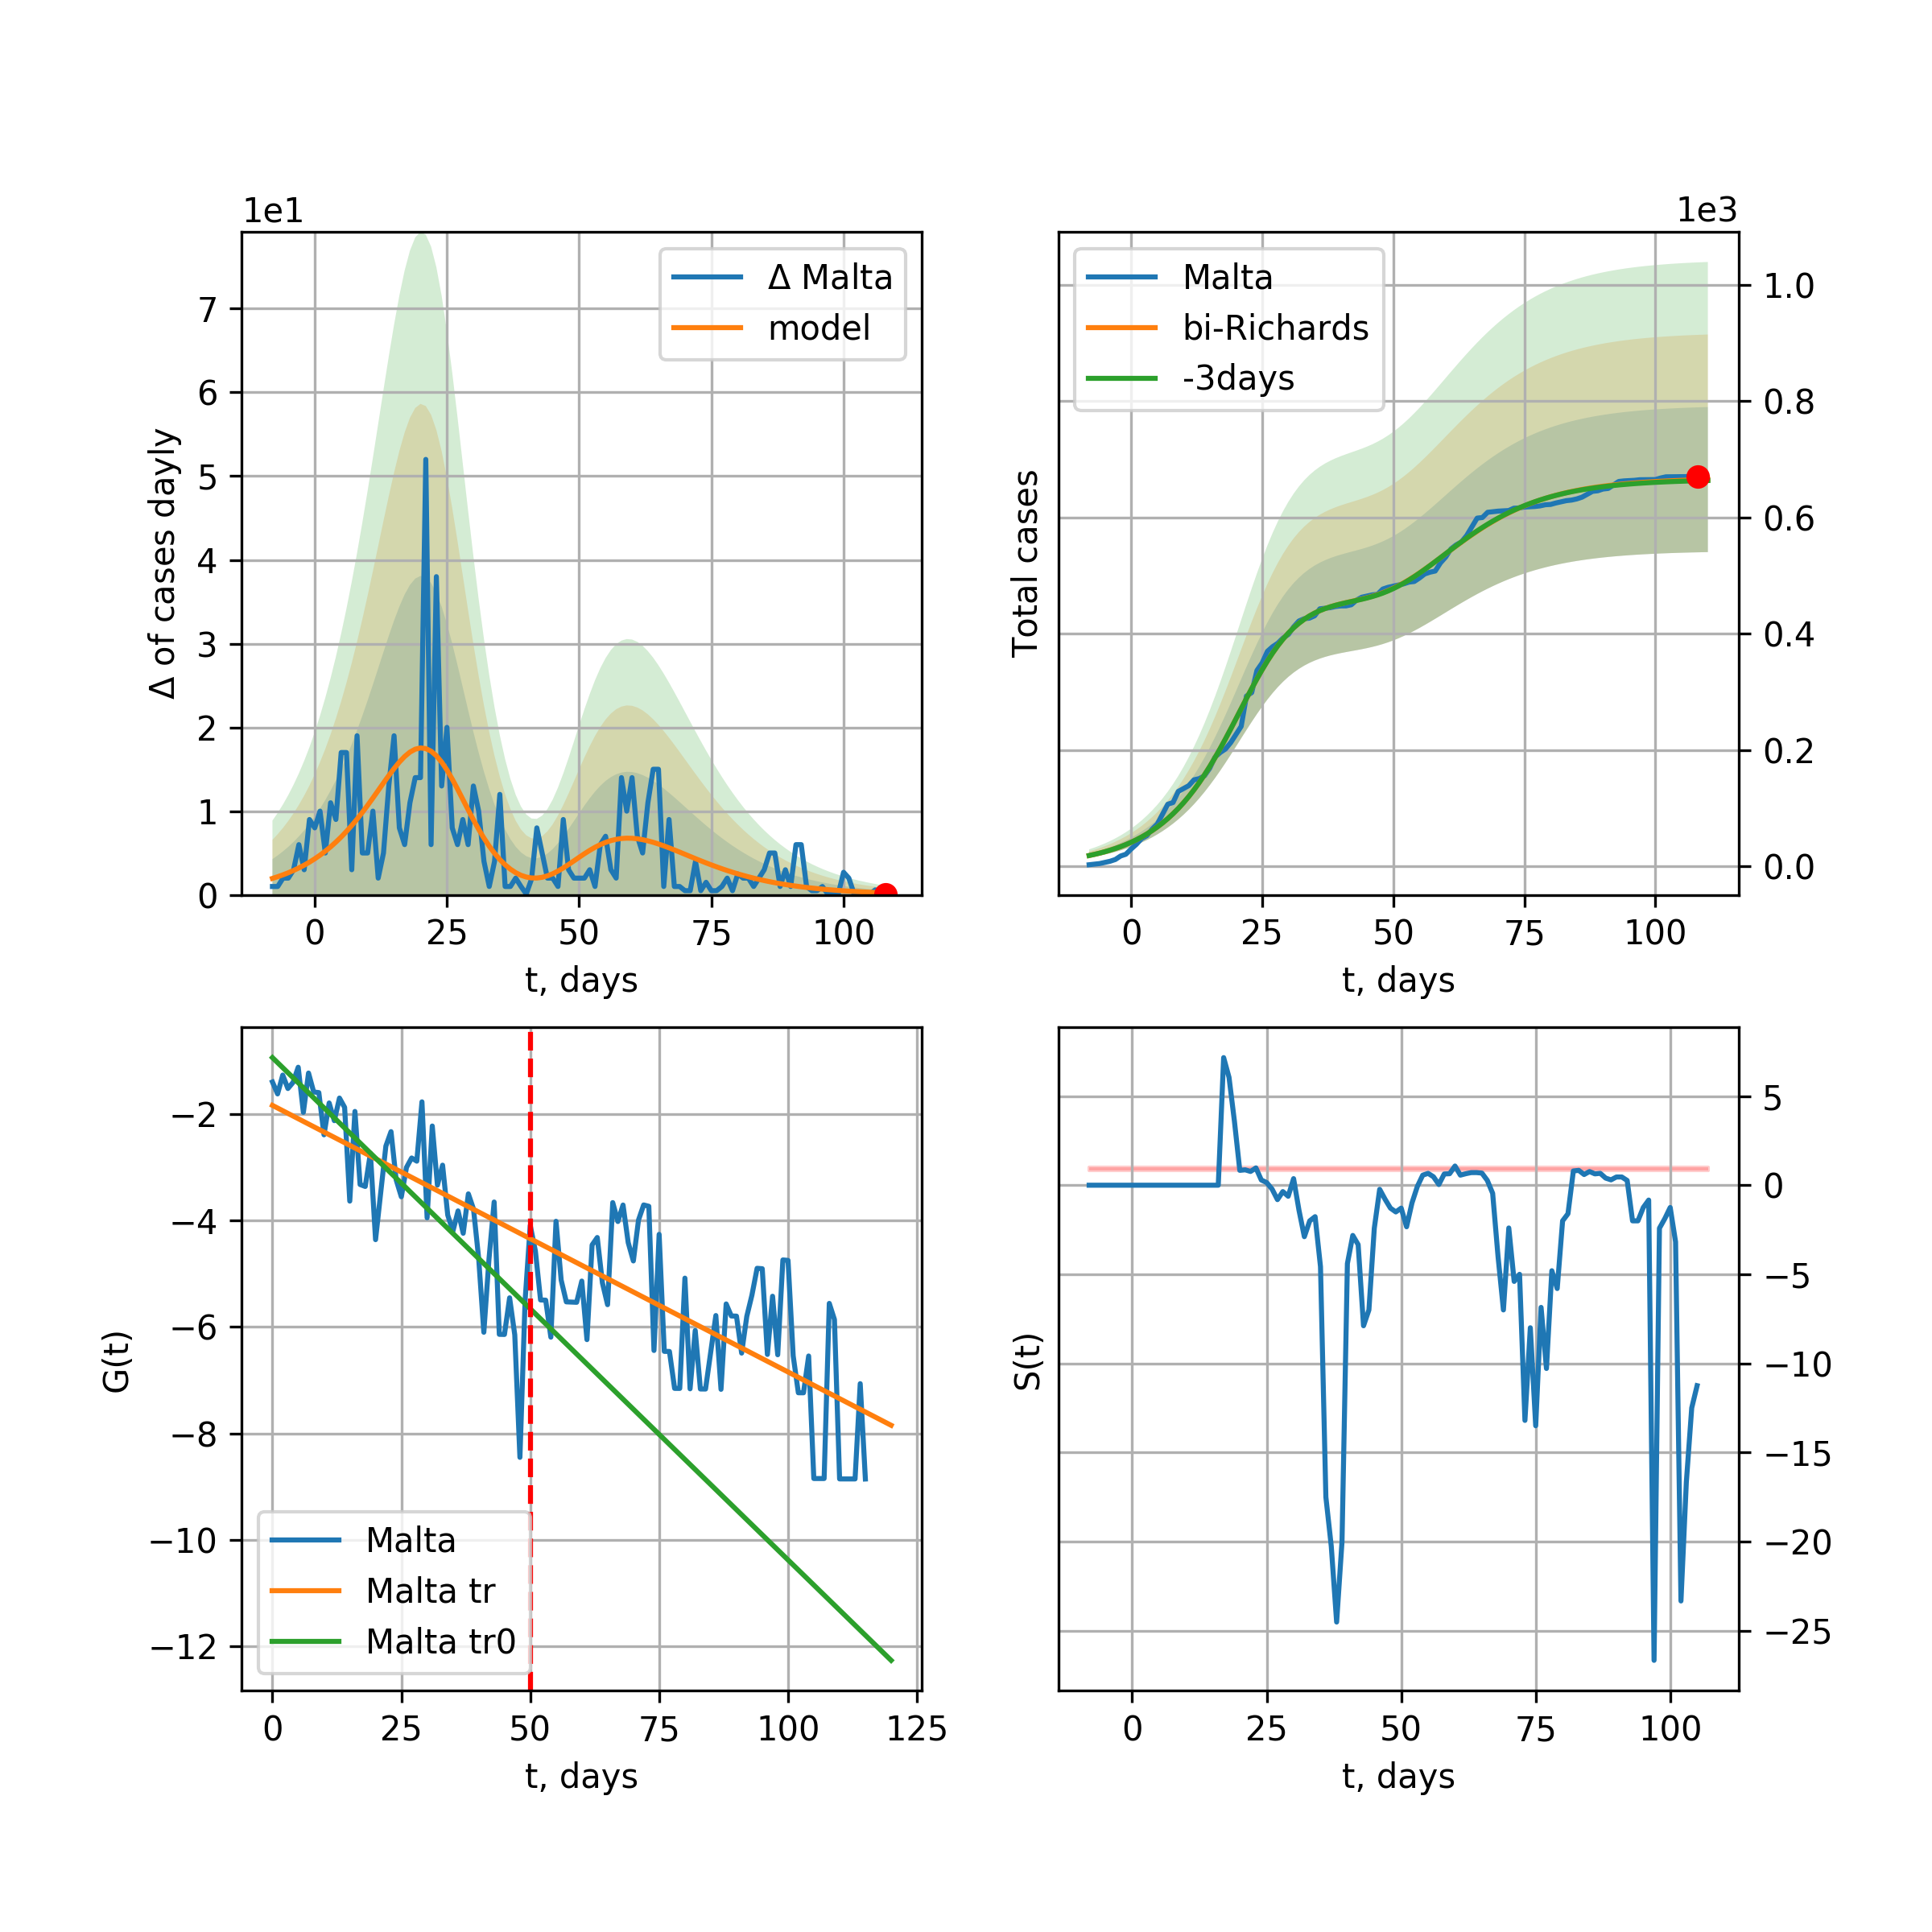 1e1
Δ of cases dayly
7
6
5
4
3
2
1
0
Δ Malta
model
0 25 50 75 100
t, days
1e3
Total cases
Malta
bi-Richards
-3days
1.0
0.8
0.6
0.4
0.2
0.0
0 25 50 75 100
t, days
G(t)
−2
−4
−6
−8
−10
−12
Malta
Malta tr
Malta tr0
0 25 50 75 100 125
t, days
S(t)
5
0
−5
−10
−15
−20
−25
0 25 50 75 100
t, days